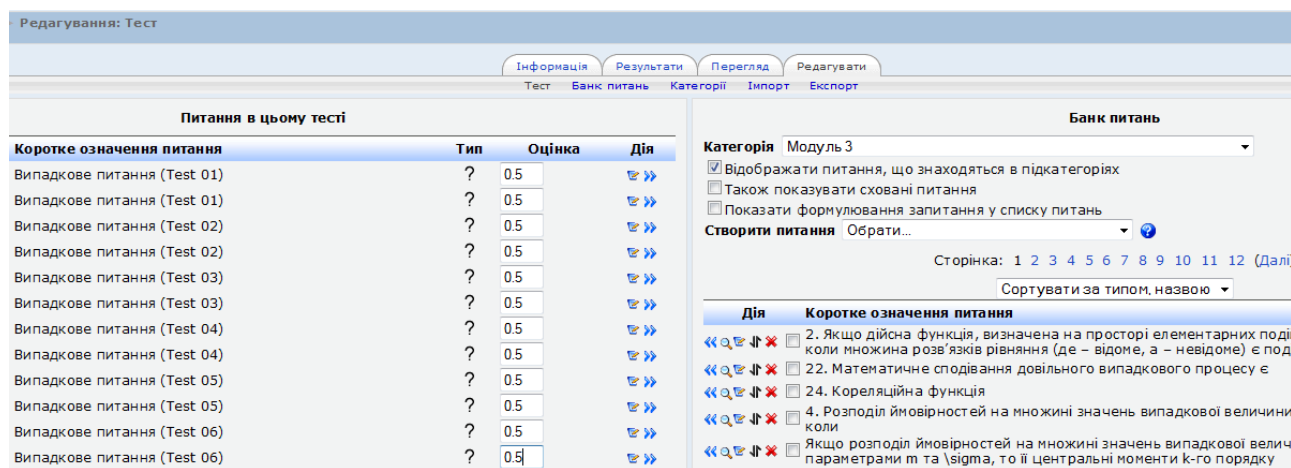 Редагування: Тест
Інформація Результати Перегляд Редагувати
Тест Банк питань Категорії Імпорт Експорт
Питання в цьому тесті
Коротке означення питання Тип Оцінка Дія
Випадкове питання (Test 01) ? 0.5
Випадкове питання (Test 01) ? 0.5
Випадкове питання (Test 02) ? 0.5
Випадкове питання (Test 02) ? 0.5
Випадкове питання (Test 03) ? 0.5
Випадкове питання (Test 03) ? 0.5
Випадкове питання (Test 04) ? 0.5
Випадкове питання (Test 04) ? 0.5
Випадкове питання (Test 05) ? 0.5
Випадкове питання (Test 05) ? 0.5
Випадкове питання (Test 06) ? 0.5
Випадкове питання (Test 06) ? 0.5
Банк питань
Категорія Модуль 3
Відображати питання, що знаходяться в підкатегоріях
Також показувати сховані питання
Показати формулювання запитання у списку питань
Створити питання Обрати...
Сторінка: 1 2 3 4 5 6 7 8 9 10 11 12 (Далі)
Сортувати за типом, назвою
Дія Коротке означення питання
2. Якщо дійсна функція, визначена на просторі елементарних поді
коли множина розв'язків рівняння (де – відоме, а – невідоме) є под
22. Математичне сподівання довільного випадкового процесу є
24. Кореляційна функція
4. Розподіл ймовірностей на множині значень випадкової величини
коли
Якщо розподіл ймовірностей на множині значень випадкової велич
параметрами m та \sigma, то її центральні моменти k-го порядку